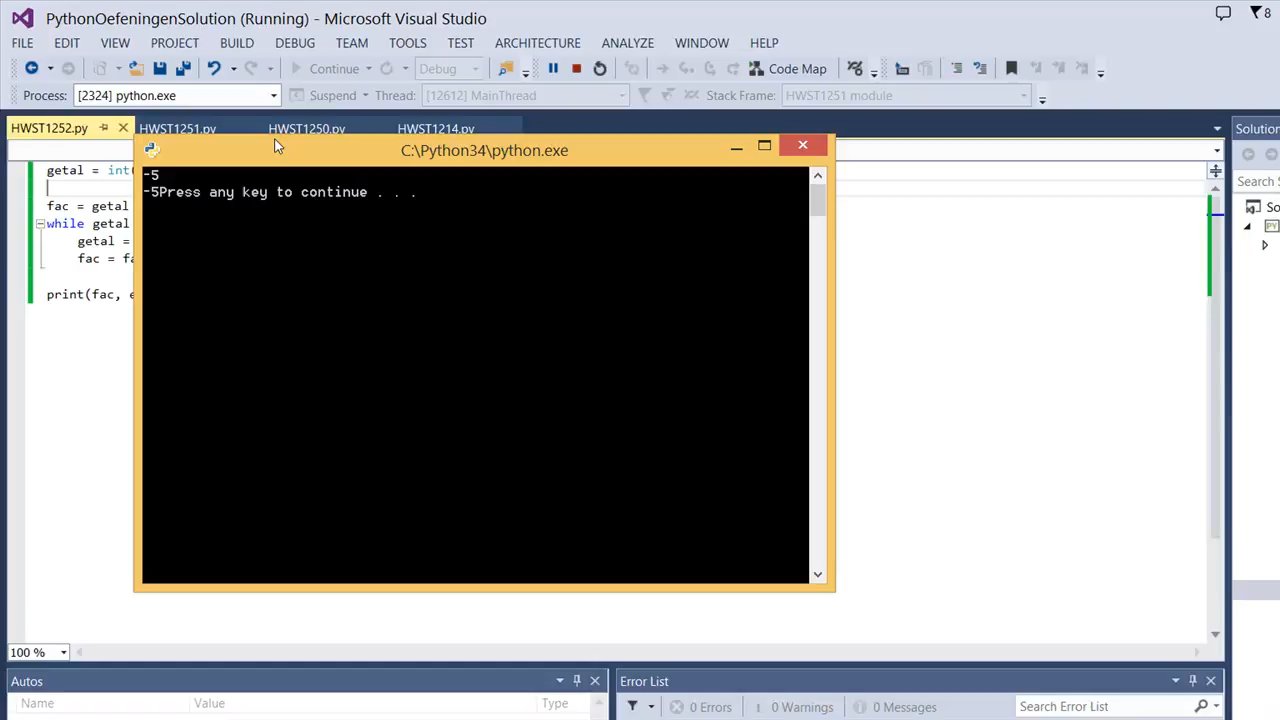 PythonOefeningenSolution (Running) - Microsoft Visual Studio
8
FILE EDIT VIEW PROJECT BUILD DEBUG TEAM TOOLS TEST ARCHITECTURE ANALYZE WINDOW HELP
Continue Debug Code Map
Process: [2324] python.exe Suspend Thread: [12612] MainThread Stack Frame: HWST1251 module
HWST1252.py HWST1251.py HWST1250.py HWST1214.py
Solution
C:\Python34\python.exe
getal = int(
-5
-5Press any key to continue . . .
Search
fac = getal
So
while getal
PY
getal =
fac = fa
print(fac, e
100 %
Autos
Name Value Type
Error List
0 Errors 0 Warnings 0 Messages Search Error List